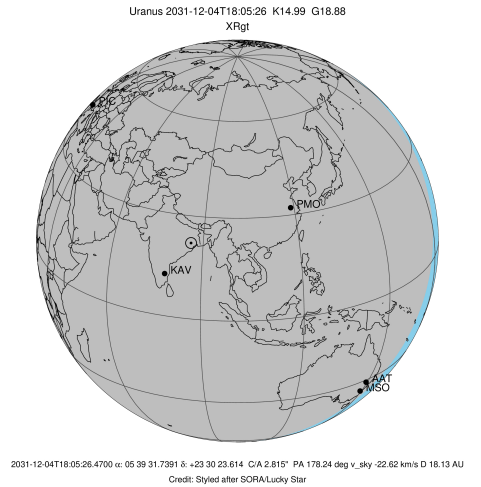 Uranus 2031-12-04T18:05:26 K14.99 G18.88
XRgt
PIC
PMO
KAV
AAT
MSO
2031-12-04T18:05:26.4700 α: 05 39 31.7391 δ: +23 30 23.614 C/A 2.815" PA 178.24 deg v_sky -22.62 km/s D 18.13 AU
Credit: Styled after SORA/Lucky Star